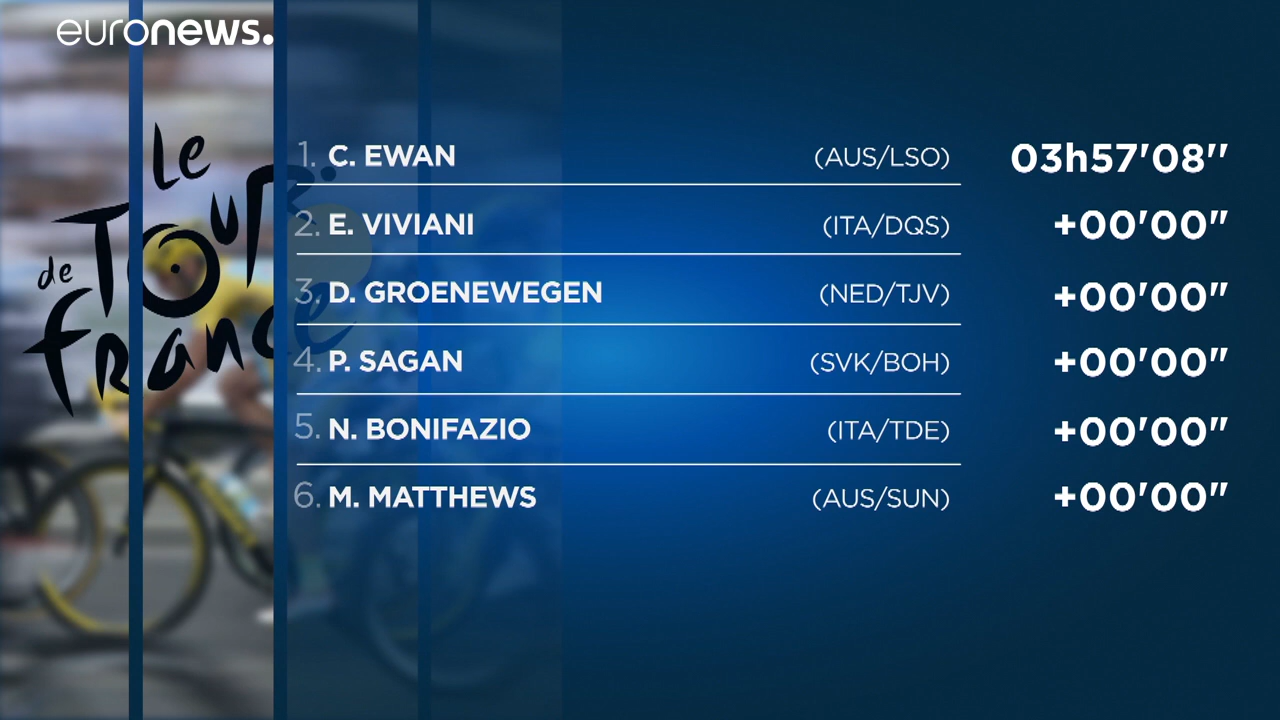 euronews.
Le
Tour
de
france
1. C. EWAN (AUS/LSO) 03h57'08''
2. E. VIVIANI (ITA/DQS) +00'00''
3. D. GROENEWEGEN (NED/TJV) +00'00''
4. P. SAGAN (SVK/BOH) +00'00''
5. N. BONIFAZIO (ITA/TDE) +00'00''
6. M. MATTHEWS (AUS/SUN) +00'00''